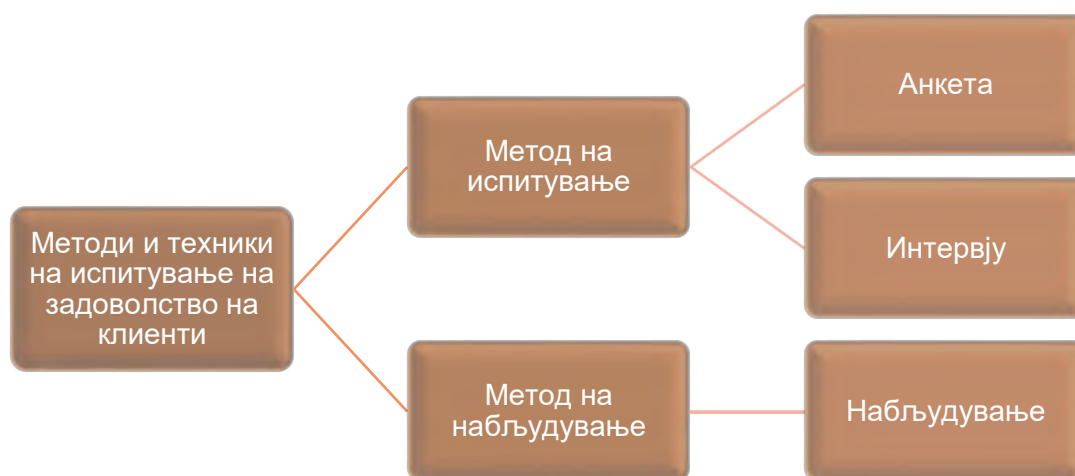 Методи и техники
на испитување на
задоволство на
клиенти
Метод на
испитување
Анкета
Интервју
Метод на
набљудување
Набљудување